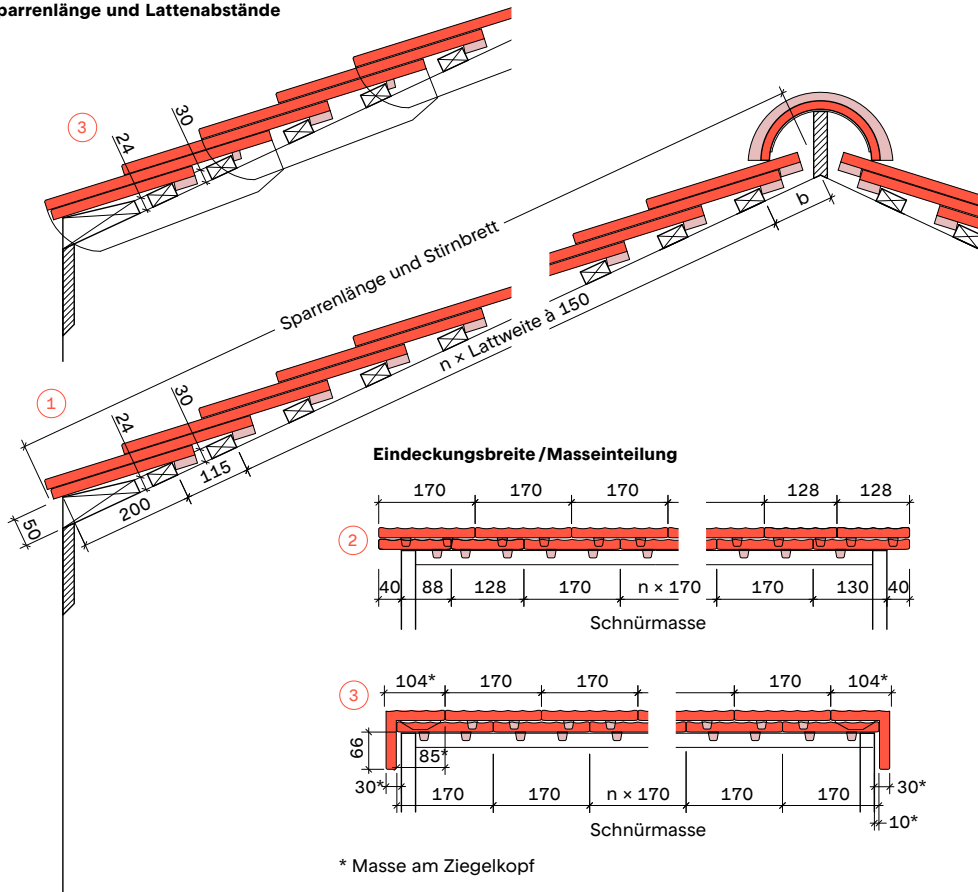 parrenlänge und Lattenabstände
3
24
30
Sparrenlänge und Stirnbrett
b
n × Lattweite à 150
1
24
30
115
200
50
Eindeckungsbreite/Masseinteilung
170 170 170 128 128
2
40 88 128 170 n × 170 170 130 40
Schnürmasse
3
104* 170 170 170 104*
66
85*
30* 30*
170 170 n × 170 170 170
10*
Schnürmasse
* Masse am Ziegelkopf